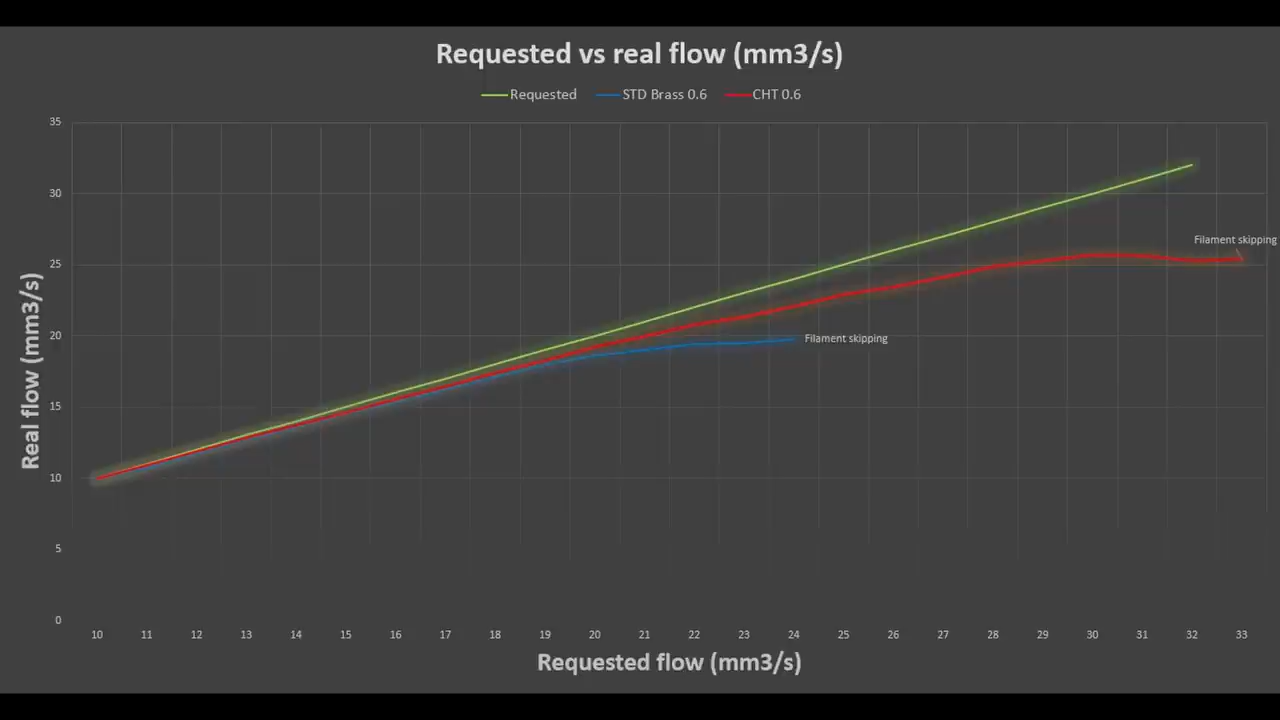 Requested vs real flow (mm3/s)
Requested STD Brass 0.6 CHT 0.6
35
30
25
20
15
10
5
0
Real flow (mm3/s)
Filament skipping
Filament skipping
10 11 12 13 14 15 16 17 18 19 20 21 22 23 24 25 26 27 28 29 30 31 32 33
Requested flow (mm3/s)